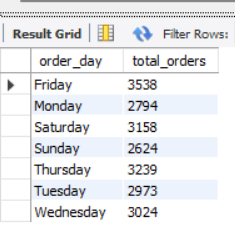 Result Grid Filter Rows:
order_day total_orders
Friday 3538
Monday 2794
Saturday 3158
Sunday 2624
Thursday 3239
Tuesday 2973
Wednesday 3024